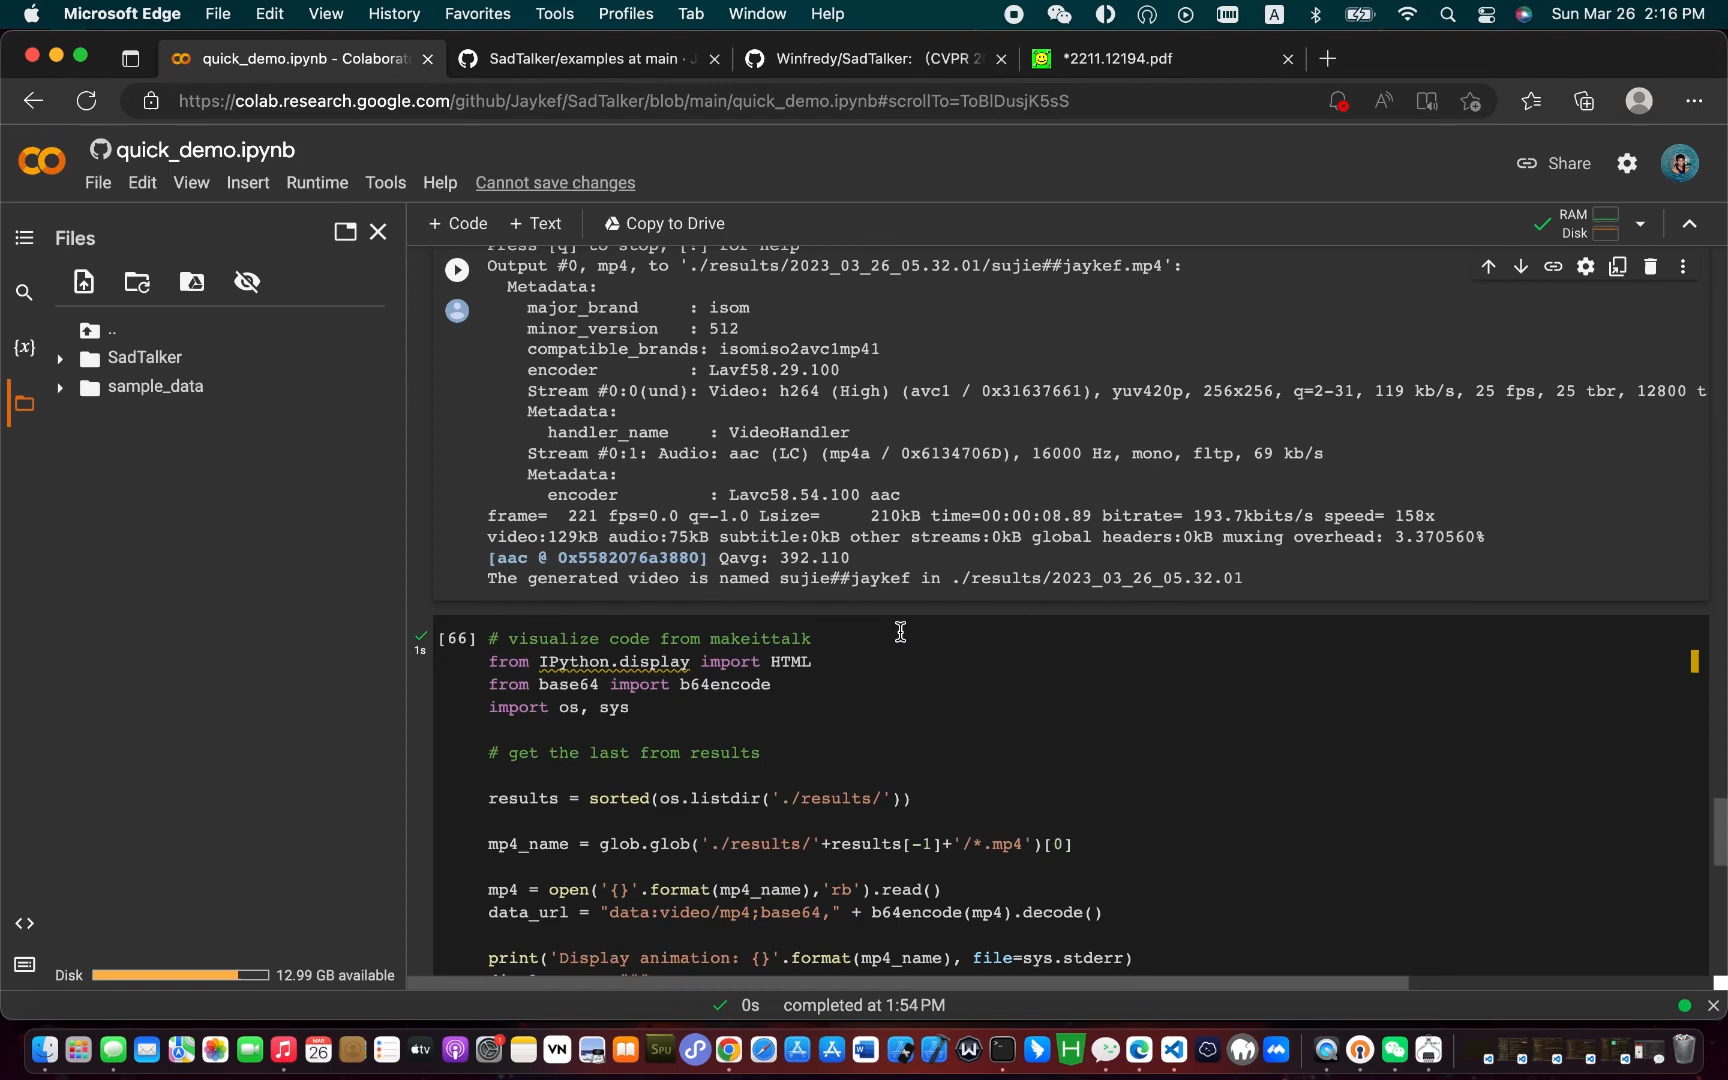 Microsoft Edge File Edit View History Favorites Tools Profiles Tab Window Help A Sun Mar 26 2:16 PM
quick_demo.ipynb - Colaborat SadTalker/examples at main · J Winfredy/SadTalker: (CVPR 2 *2211.12194.pdf
https://colab.research.google.com/github/Jaykef/SadTalker/blob/main/quick_demo.ipynb#scrollTo=ToBlDusjK5sS
quick_demo.ipynb
Share
File Edit View Insert Runtime Tools Help Cannot save changes
Files
+ Code + Text Copy to Drive
RAM
Disk
Press [q] to stop, [?] for help
Output #0, mp4, to './results/2023_03_26_05.32.01/sujie##jaykef.mp4':
Metadata:
major_brand : isom
minor_version : 512
compatible_brands: isomiso2avc1mp41
encoder : Lavf58.29.100
Stream #0:0(und): Video: h264 (High) (avc1 / 0x31637661), yuv420p, 256x256, q=2-31, 119 kb/s, 25 fps, 25 tbr, 12800 t
Metadata:
handler_name : VideoHandler
Stream #0:1: Audio: aac (LC) (mp4a / 0x6134706D), 16000 Hz, mono, fltp, 69 kb/s
Metadata:
encoder : Lavc58.54.100 aac
frame= 221 fps=0.0 q=-1.0 Lsize= 210kB time=00:00:08.89 bitrate= 193.7kbits/s speed= 158x
video:129kB audio:75kB subtitle:0kB other streams:0kB global headers:0kB muxing overhead: 3.370560%
[aac @ 0x5582076a3880] Qavg: 392.110
The generated video is named sujie##jaykef in ./results/2023_03_26_05.32.01
..
SadTalker
sample_data
{x}
1s
[66] # visualize code from makeittalk
from IPython.display import HTML
from base64 import b64encode
import os, sys
# get the last from results
results = sorted(os.listdir('./results/'))
mp4_name = glob.glob('./results/'+results[-1]+'/*.mp4')[0]
mp4 = open('{}'.format(mp4_name),'rb').read()
data_url = "data:video/mp4;base64," + b64encode(mp4).decode()
print('Display animation: {}'.format(mp4_name), file=sys.stderr)
Disk 12.99 GB available
0s completed at 1:54 PM
MAR
26
tv
1
VN
Spu